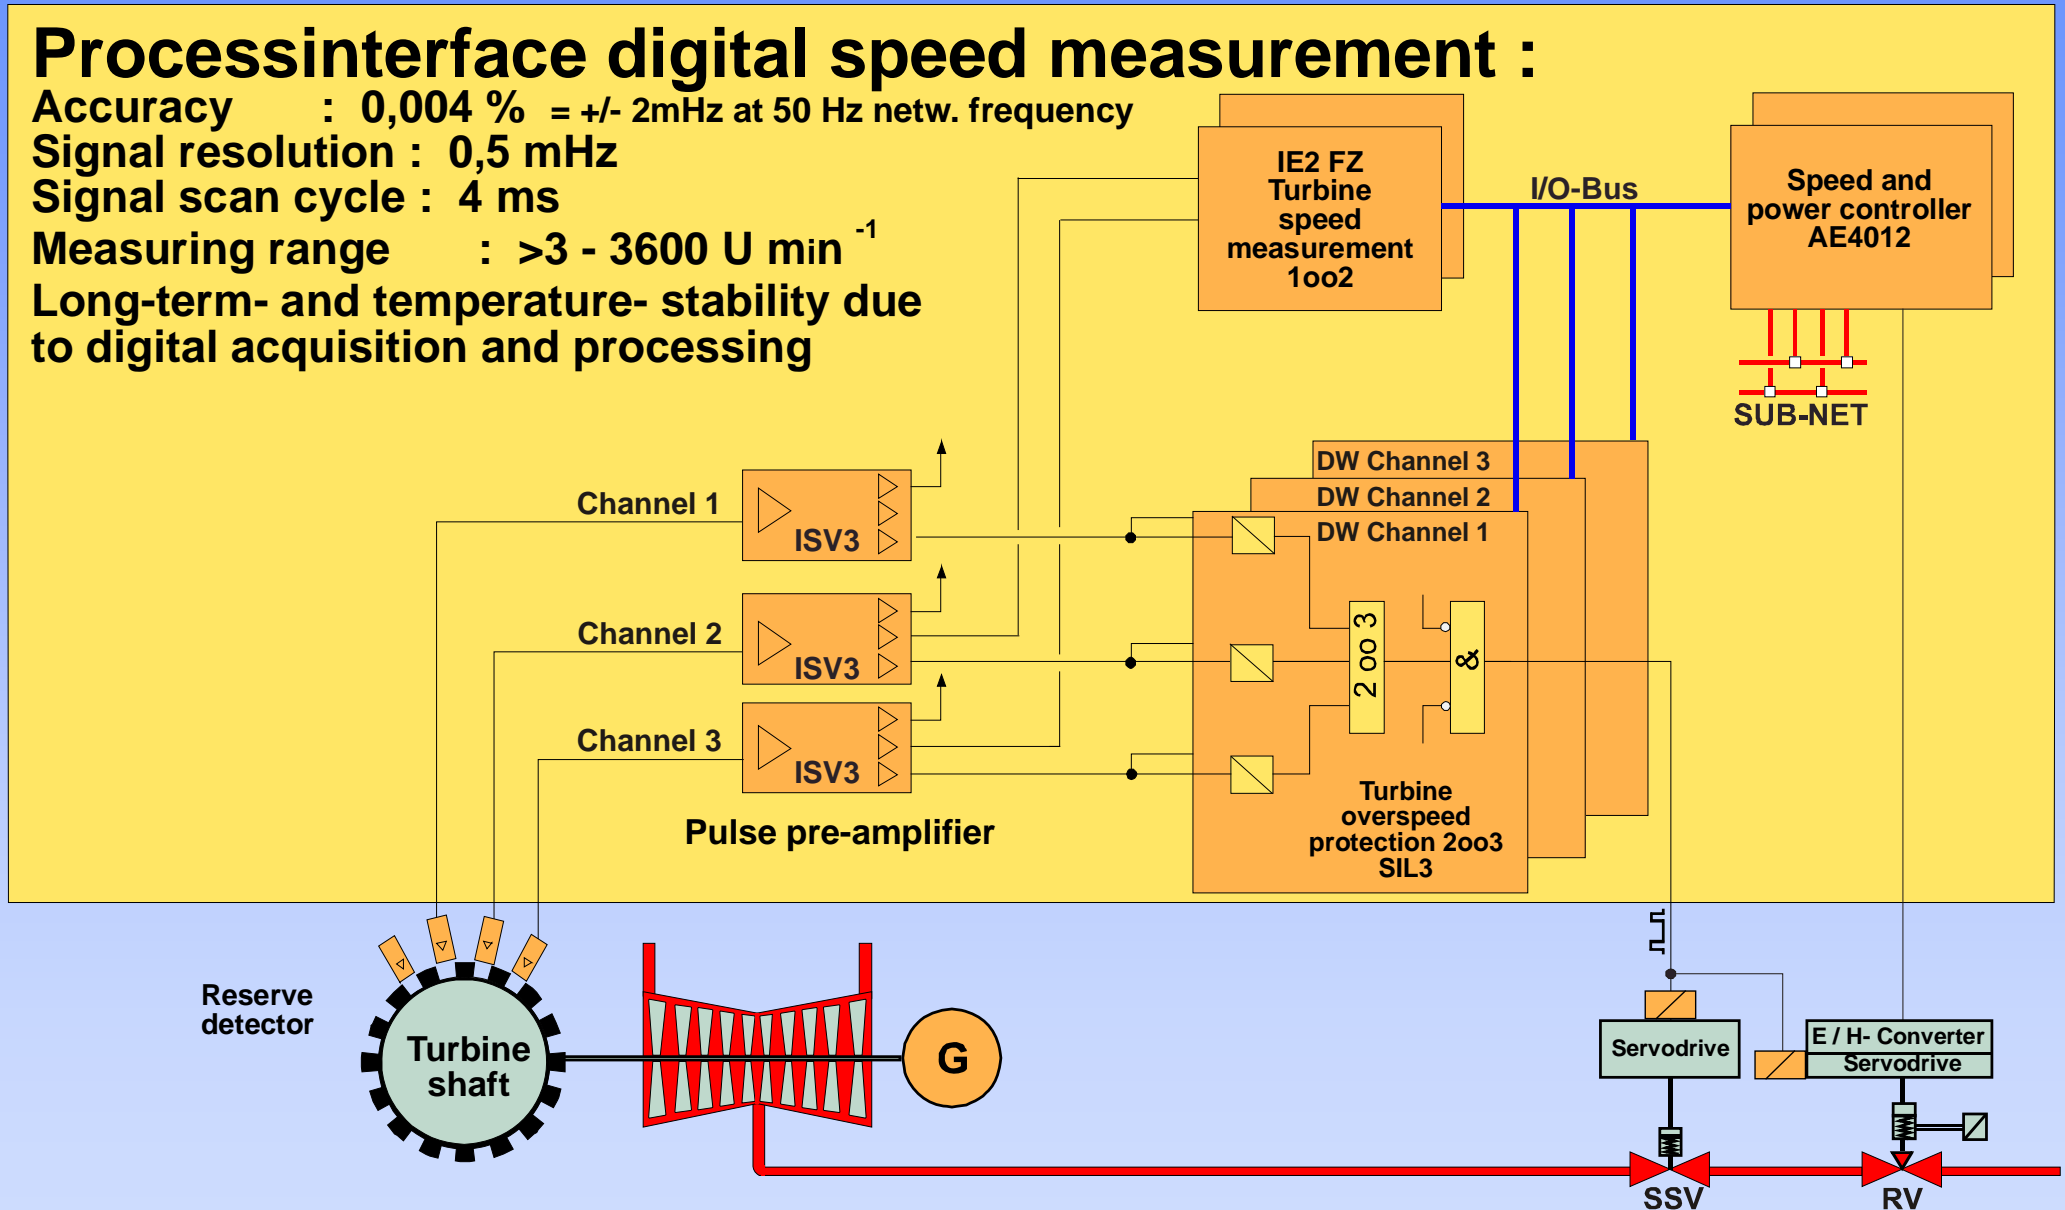 Processinterface digital speed measurement :
Accuracy : 0,004 % = +/- 2mHz at 50 Hz netw. frequency
Signal resolution : 0,5 mHz
Signal scan cycle : 4 ms
Measuring range : >3 - 3600 U min -1
Long-term- and temperature- stability due
to digital acquisition and processing
IE2 FZ
Turbine
speed
measurement
1oo2
I/O-Bus
Speed and
power controller
AE4012
SUB-NET
DW Channel 3
DW Channel 2
DW Channel 1
Channel 1
ISV3
Channel 2
ISV3
Channel 3
ISV3
Pulse pre-amplifier
2 oo 3
&
Turbine
overspeed
protection 2oo3
SIL3
Reserve
detector
Turbine
shaft
G
Servodrive
E / H- Converter
Servodrive
SSV
RV